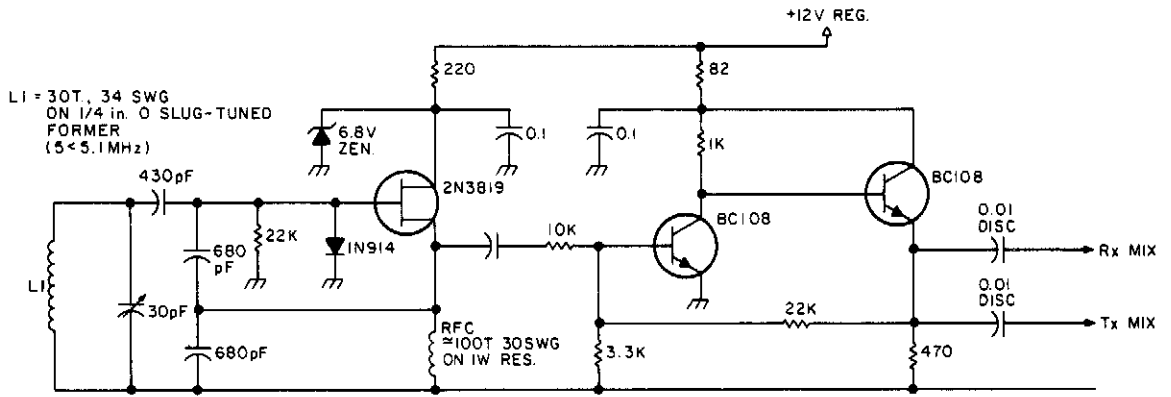 +12V REG.
220
82
L1 = 30T., 34 SWG
ON 1/4 in. O SLUG-TUNED
FORMER
(5<5.1MHz)
6.8V
ZEN.
0.1
0.1
1K
2N3819
BC108
430pF
BC108
22K
1N914
10K
0.01
DISC
Rx MIX
680
pF
L1
30pF
0.01
DISC
22K
Tx MIX
680pF
RFC
≃100T 30SWG
ON 1W RES.
3.3K
470